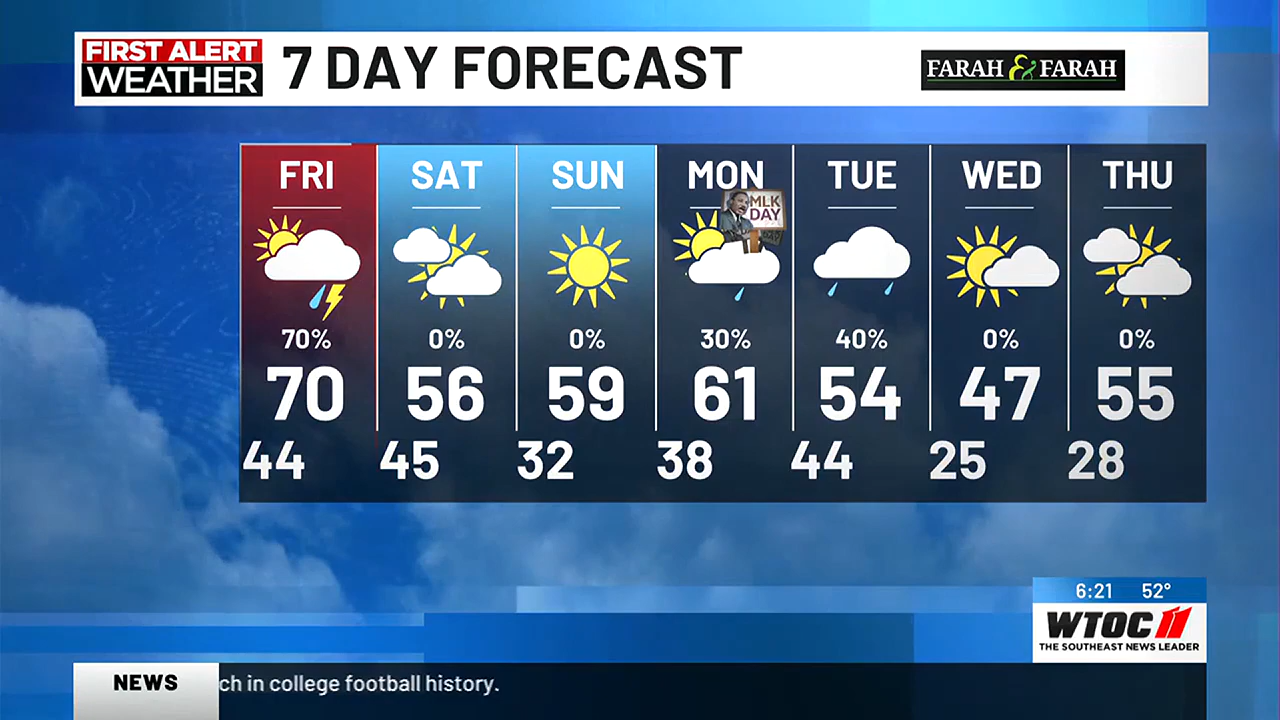 FIRST ALERT
WEATHER
7 DAY FORECAST
FARAH & FARAH
FRI SAT SUN MON TUE WED THU
MLK
DAY
70% 0% 0% 30% 40% 0% 0%
70 56 59 61 54 47 55
44 45 32 38 44 25 28
6:21 52°
WTOC 11
THE SOUTHEAST NEWS LEADER
NEWS ch in college football history.